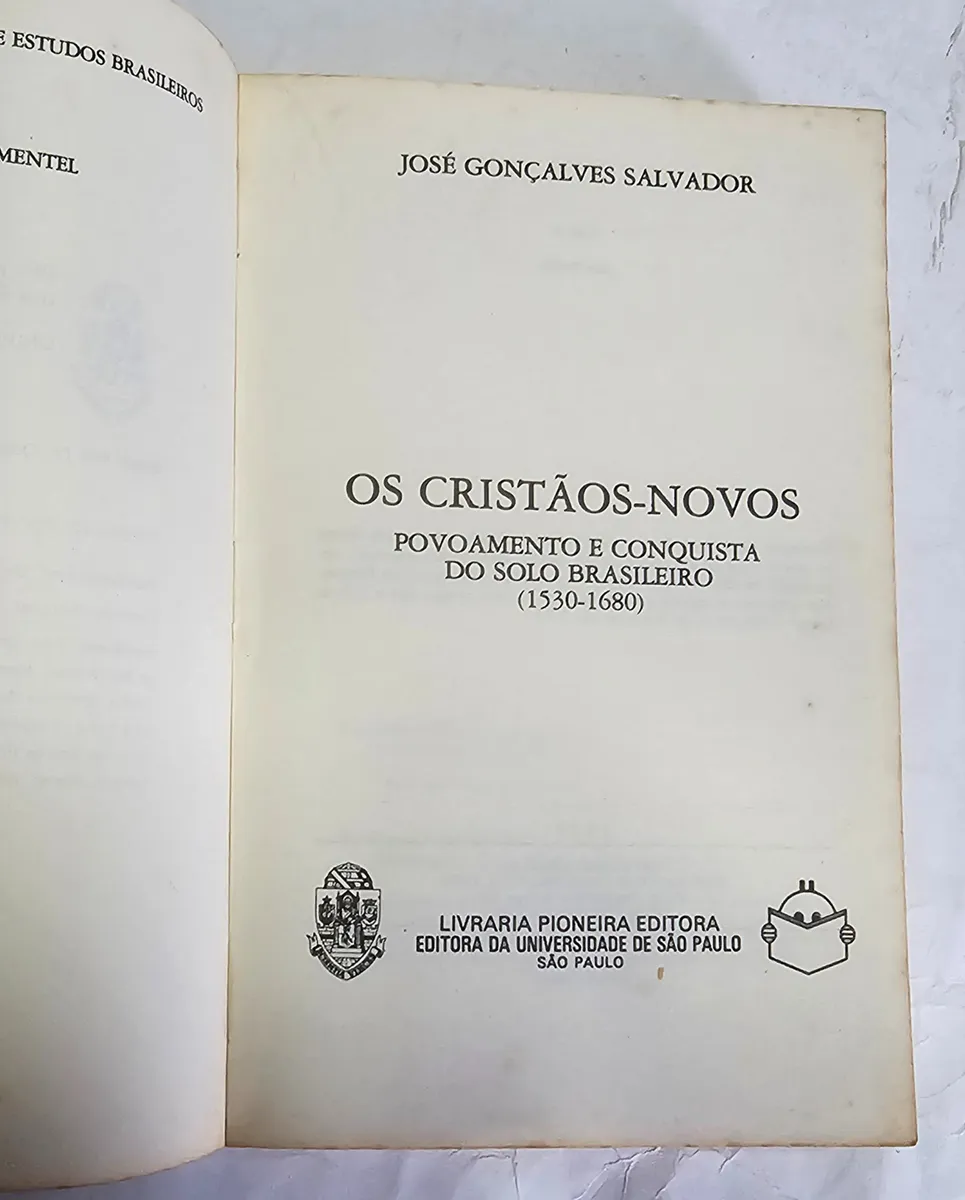 E ESTUDOS BRASILEIROS
MENTEL
JOSÉ GONÇALVES SALVADOR
OS CRISTÃOS-NOVOS
POVOAMENTO E CONQUISTA
DO SOLO BRASILEIRO
(1530-1680)
LIVRARIA PIONEIRA EDITORA
EDITORA DA UNIVERSIDADE DE SÃO PAULO
SÃO PAULO